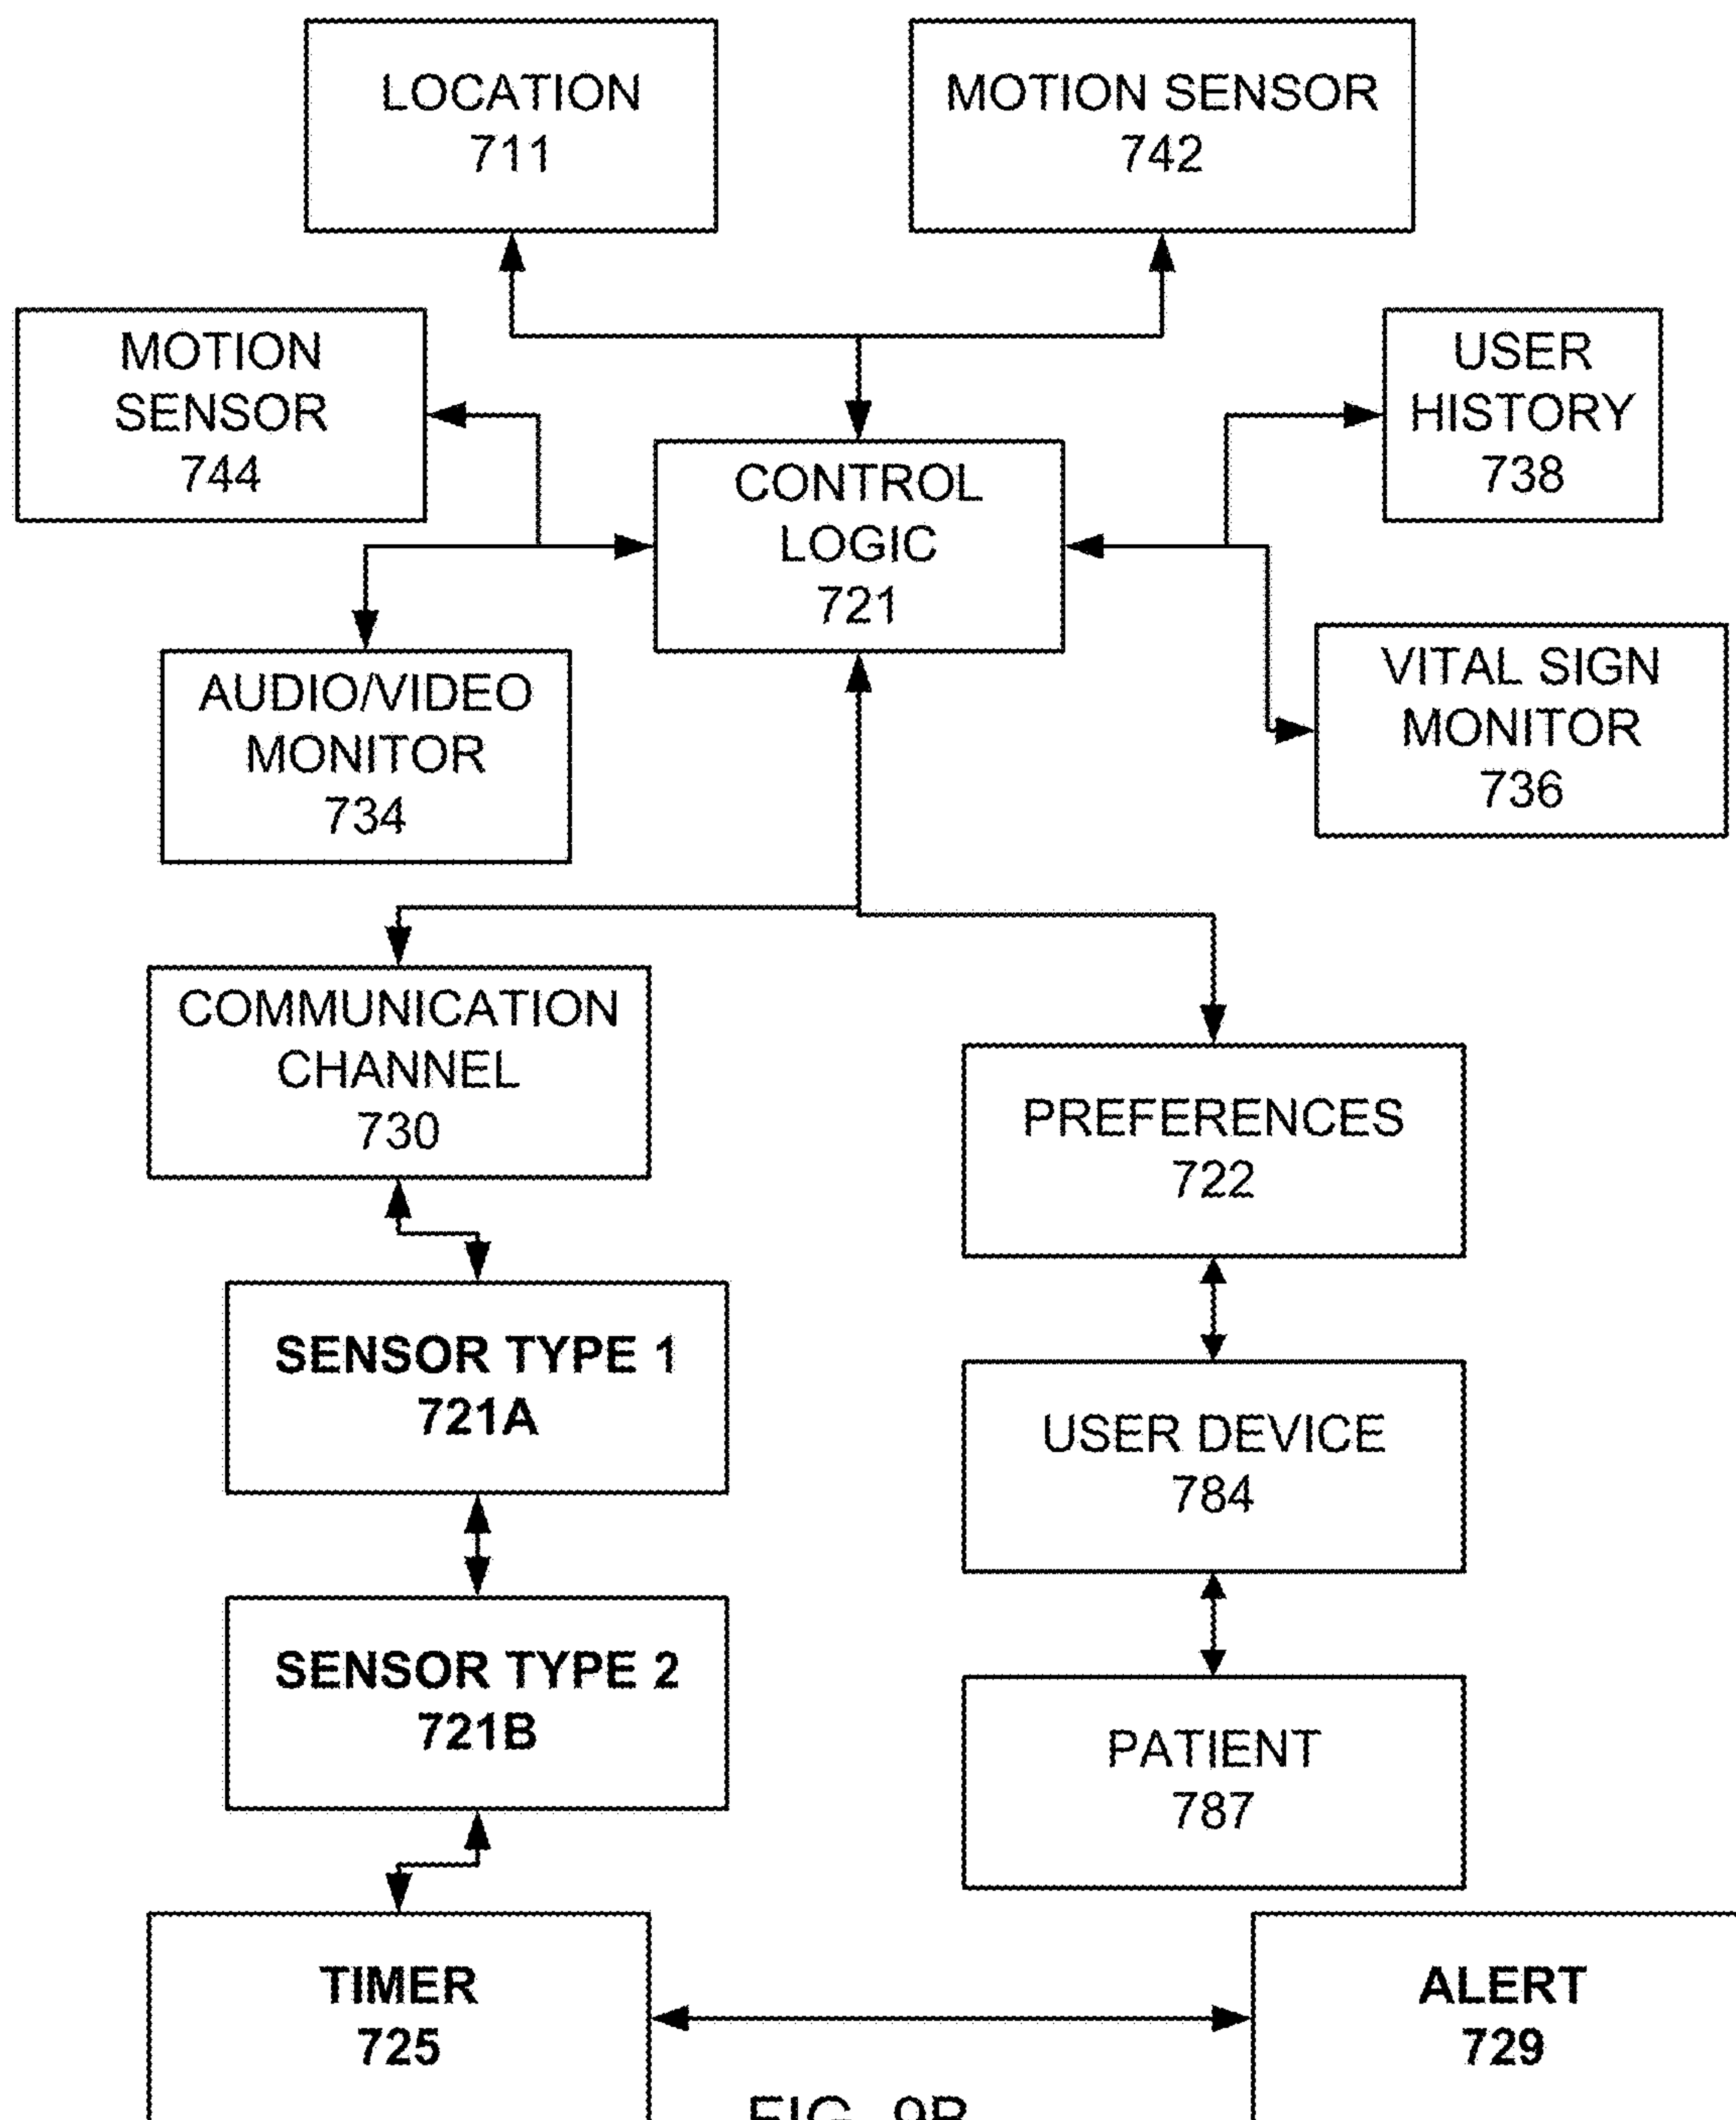 LOCATION
711
MOTION SENSOR
742
MOTION
SENSOR
744
USER
HISTORY
738
CONTROL
LOGIC
721
AUDIO/VIDEO
MONITOR
734
VITAL SIGN
MONITOR
736
COMMUNICATION
CHANNEL
730
PREFERENCES
722
SENSOR TYPE 1
721A
USER DEVICE
784
SENSOR TYPE 2
721B
PATIENT
787
TIMER
725
ALERT
729
FIG. 9B